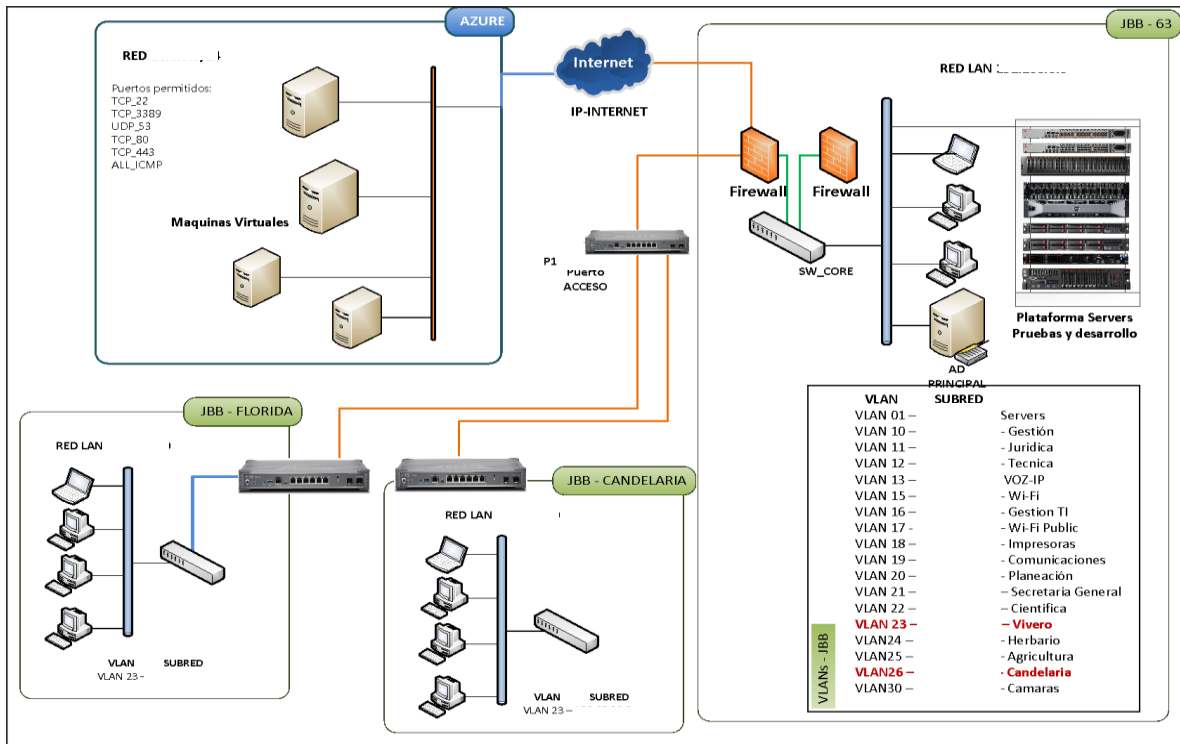 AZURE
RED
Puertos permitidos:
TCP_22
TCP_3389
UDP_53
TCP_80
TCP_443
ALL_ICMP
Maquinas Virtuales
Internet
IP-INTERNET
JBB - 63
RED LAN
Firewall
Firewall
SW_CORE
P1
Puerto
ACCESO
AD
PRINCIPAL
Plataforma Servers
Pruebas y desarrollo
JBB - FLORIDA
RED LAN
VLAN SUBRED
VLAN 23 –
JBB - CANDELARIA
RED LAN
VLAN SUBRED
VLAN 23 –
VLANs - JBB
VLAN SUBRED
VLAN 01 – Servers
VLAN 10 – - Gestión
VLAN 11 – - Juridica
VLAN 12 – - Tecnica
VLAN 13 – VOZ-IP
VLAN 15 – - Wi-Fi
VLAN 16 – - Gestion TI
VLAN 17 - - Wi-Fi Public
VLAN 18 – - Impresoras
VLAN 19 – - Comunicaciones
VLAN 20 – - Planeación
VLAN 21 – – Secretaria General
VLAN 22 – – Cientifica
VLAN 23 – – Vivero
VLAN24 – - Herbario
VLAN25 – - Agricultura
VLAN26 – - Candelaria
VLAN30 – - Camaras